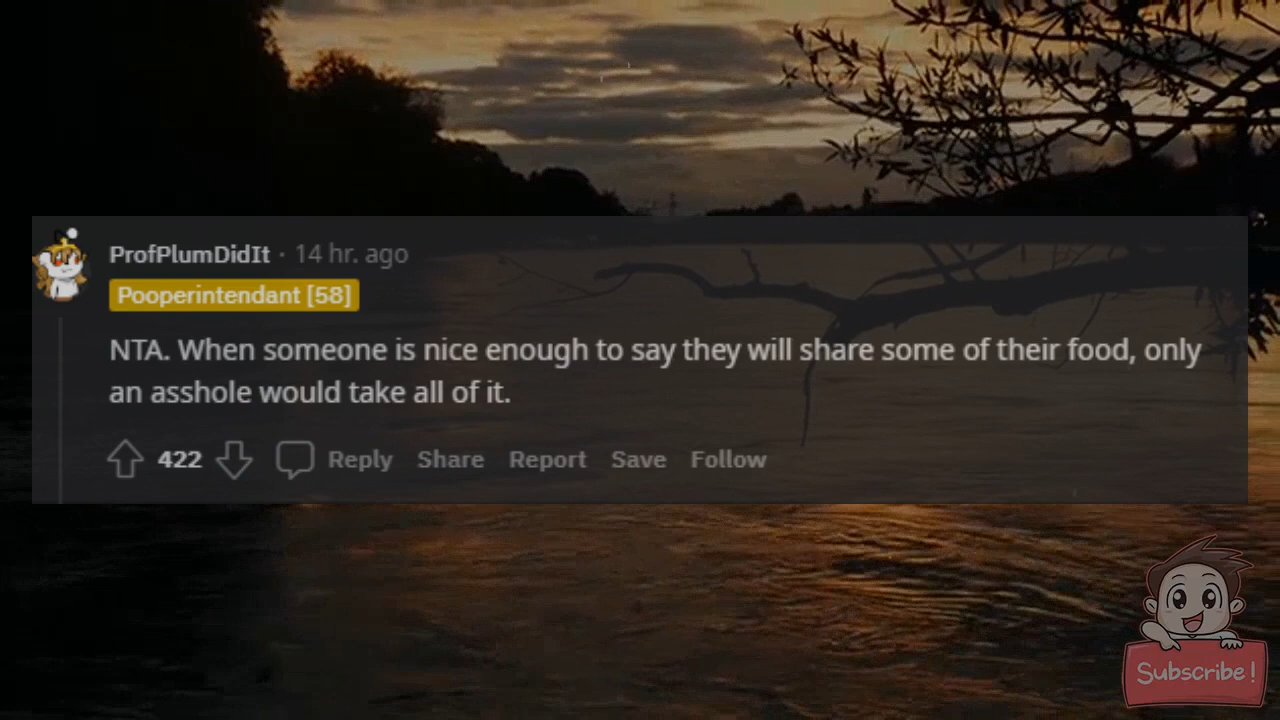 ProfPlumDidIt · 14 hr. ago
Pooperintendant [58]
NTA. When someone is nice enough to say they will share some of their food, only
an asshole would take all of it.
422 Reply Share Report Save Follow
Subscribe!